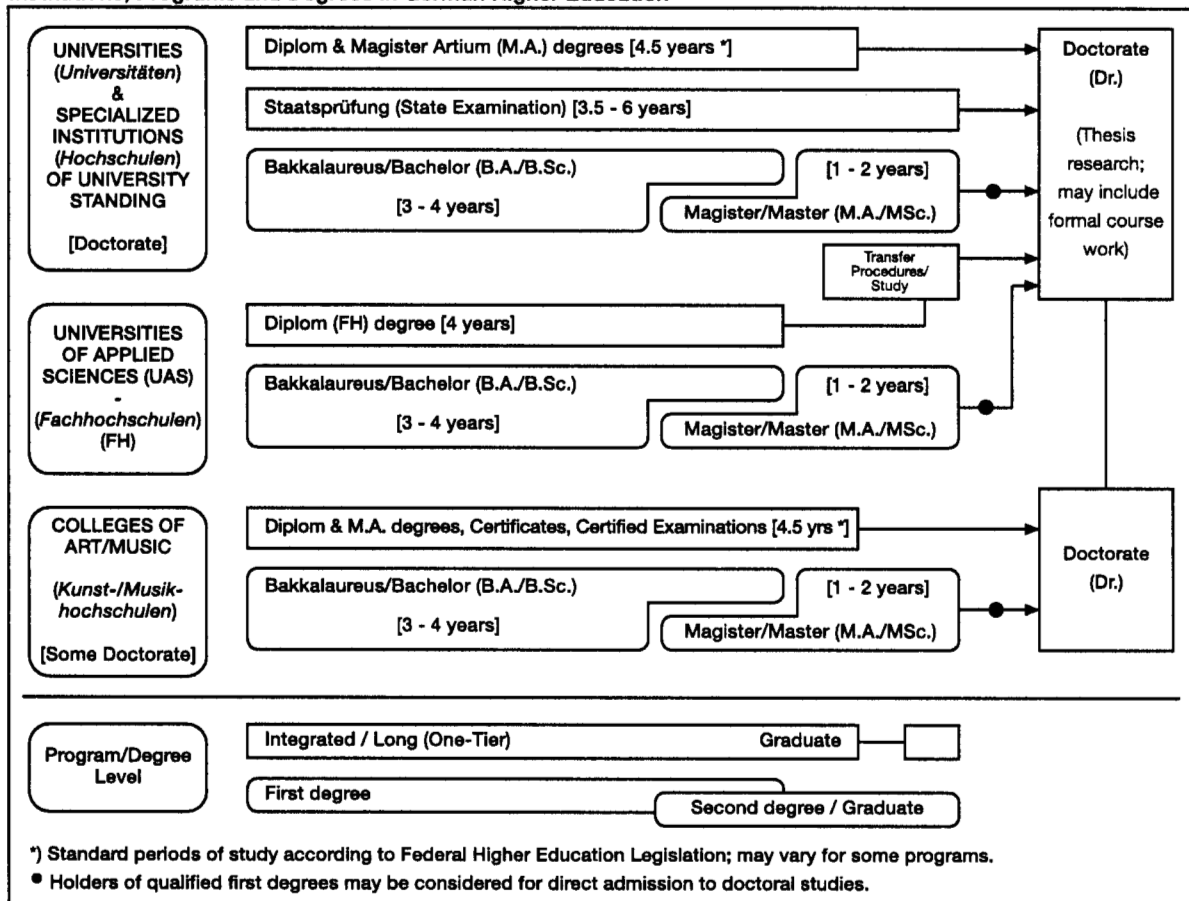 UNIVERSITIES
(Universitäten)
&
SPECIALIZED
INSTITUTIONS
(Hochschulen)
OF UNIVERSITY
STANDING
[Doctorate]
Diplom & Magister Artium (M.A.) degrees [4.5 years *]
Staatsprüfung (State Examination) [3.5 - 6 years]
Bakkalaureus/Bachelor (B.A./B.Sc.)
[3 - 4 years]
[1 - 2 years]
Magister/Master (M.A./MSc.)
Transfer
Procedures/
Study
Doctorate
(Dr.)
(Thesis
research;
may include
formal course
work)
UNIVERSITIES
OF APPLIED
SCIENCES (UAS)
-
(Fachhochschulen)
(FH)
Diplom (FH) degree [4 years]
Bakkalaureus/Bachelor (B.A./B.Sc.)
[3 - 4 years]
[1 - 2 years]
Magister/Master (M.A./MSc.)
COLLEGES OF
ART/MUSIC
(Kunst-/Musik-
hochschulen)
[Some Doctorate]
Diplom & M.A. degrees, Certificates, Certified Examinations [4.5 yrs *]
Bakkalaureus/Bachelor (B.A./B.Sc.)
[3 - 4 years]
[1 - 2 years]
Magister/Master (M.A./MSc.)
Doctorate
(Dr.)
Program/Degree
Level
Integrated / Long (One-Tier) Graduate
First degree
Second degree / Graduate
*) Standard periods of study according to Federal Higher Education Legislation; may vary for some programs.
● Holders of qualified first degrees may be considered for direct admission to doctoral studies.